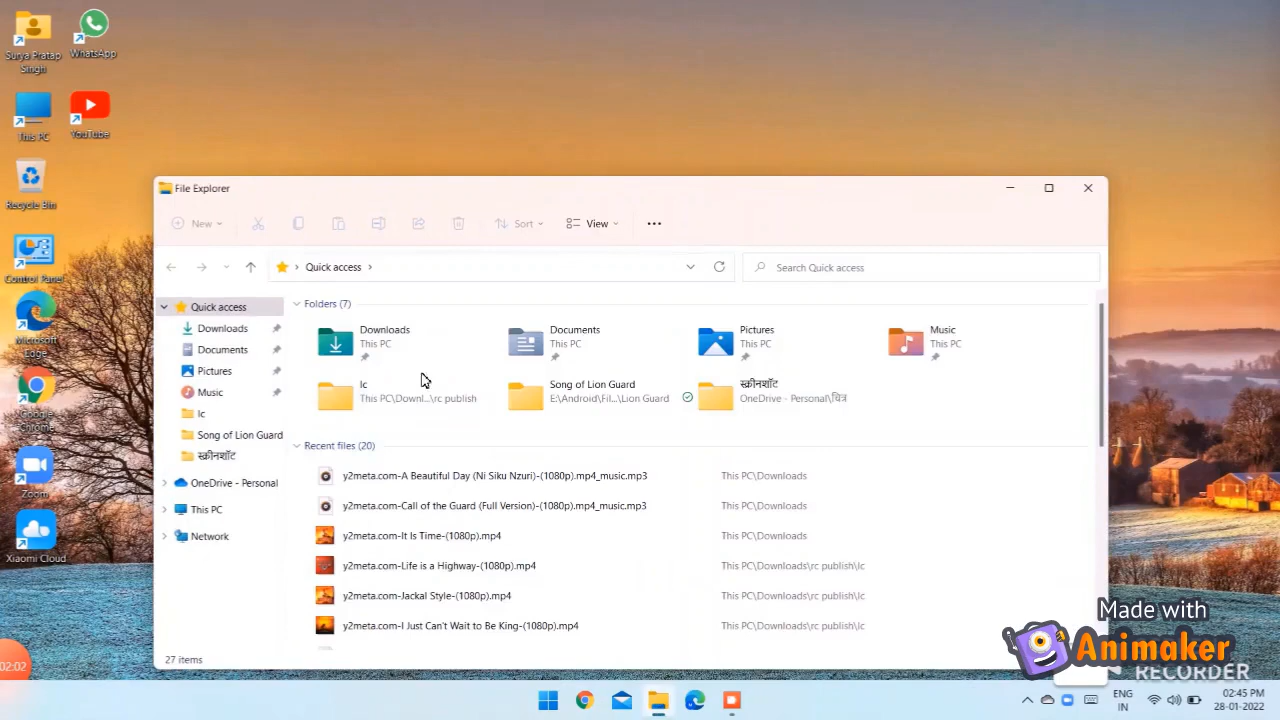 Surya Pratap
Singh
WhatsApp
This PC
YouTube
Recycle Bin
Control Panel
Microsoft
Edge
Google
Chrome
Zoom
Xiaomi Cloud
File Explorer
New
Sort
View
Quick access
Search Quick access
Quick access
Downloads
Documents
Pictures
Music
lc
Song of Lion Guard
स्क्रीनशॉट
OneDrive - Personal
This PC
Network
Folders (7)
Downloads
This PC
Documents
This PC
Pictures
This PC
Music
This PC
lc
This PC\Downl...\rc publish
Song of Lion Guard
E:\Android\Fil...\Lion Guard
स्क्रीनशॉट
OneDrive - Personal\चित्र
Recent files (20)
y2meta.com-A Beautiful Day (Ni Siku Nzuri)-(1080p).mp4_music.mp3 This PC\Downloads
y2meta.com-Call of the Guard (Full Version)-(1080p).mp4_music.mp3 This PC\Downloads
y2meta.com-It Is Time-(1080p).mp4 This PC\Downloads
y2meta.com-Life is a Highway-(1080p).mp4 This PC\Downloads\rc publish\lc
y2meta.com-Jackal Style-(1080p).mp4 This PC\Downloads\rc publish\lc
y2meta.com-I Just Can't Wait to Be King-(1080p).mp4 This PC\Downloads\rc publish\lc
27 items
02:02
Made with
Animaker
RECORDER
ENG
IN
02:45 PM
28-01-2022